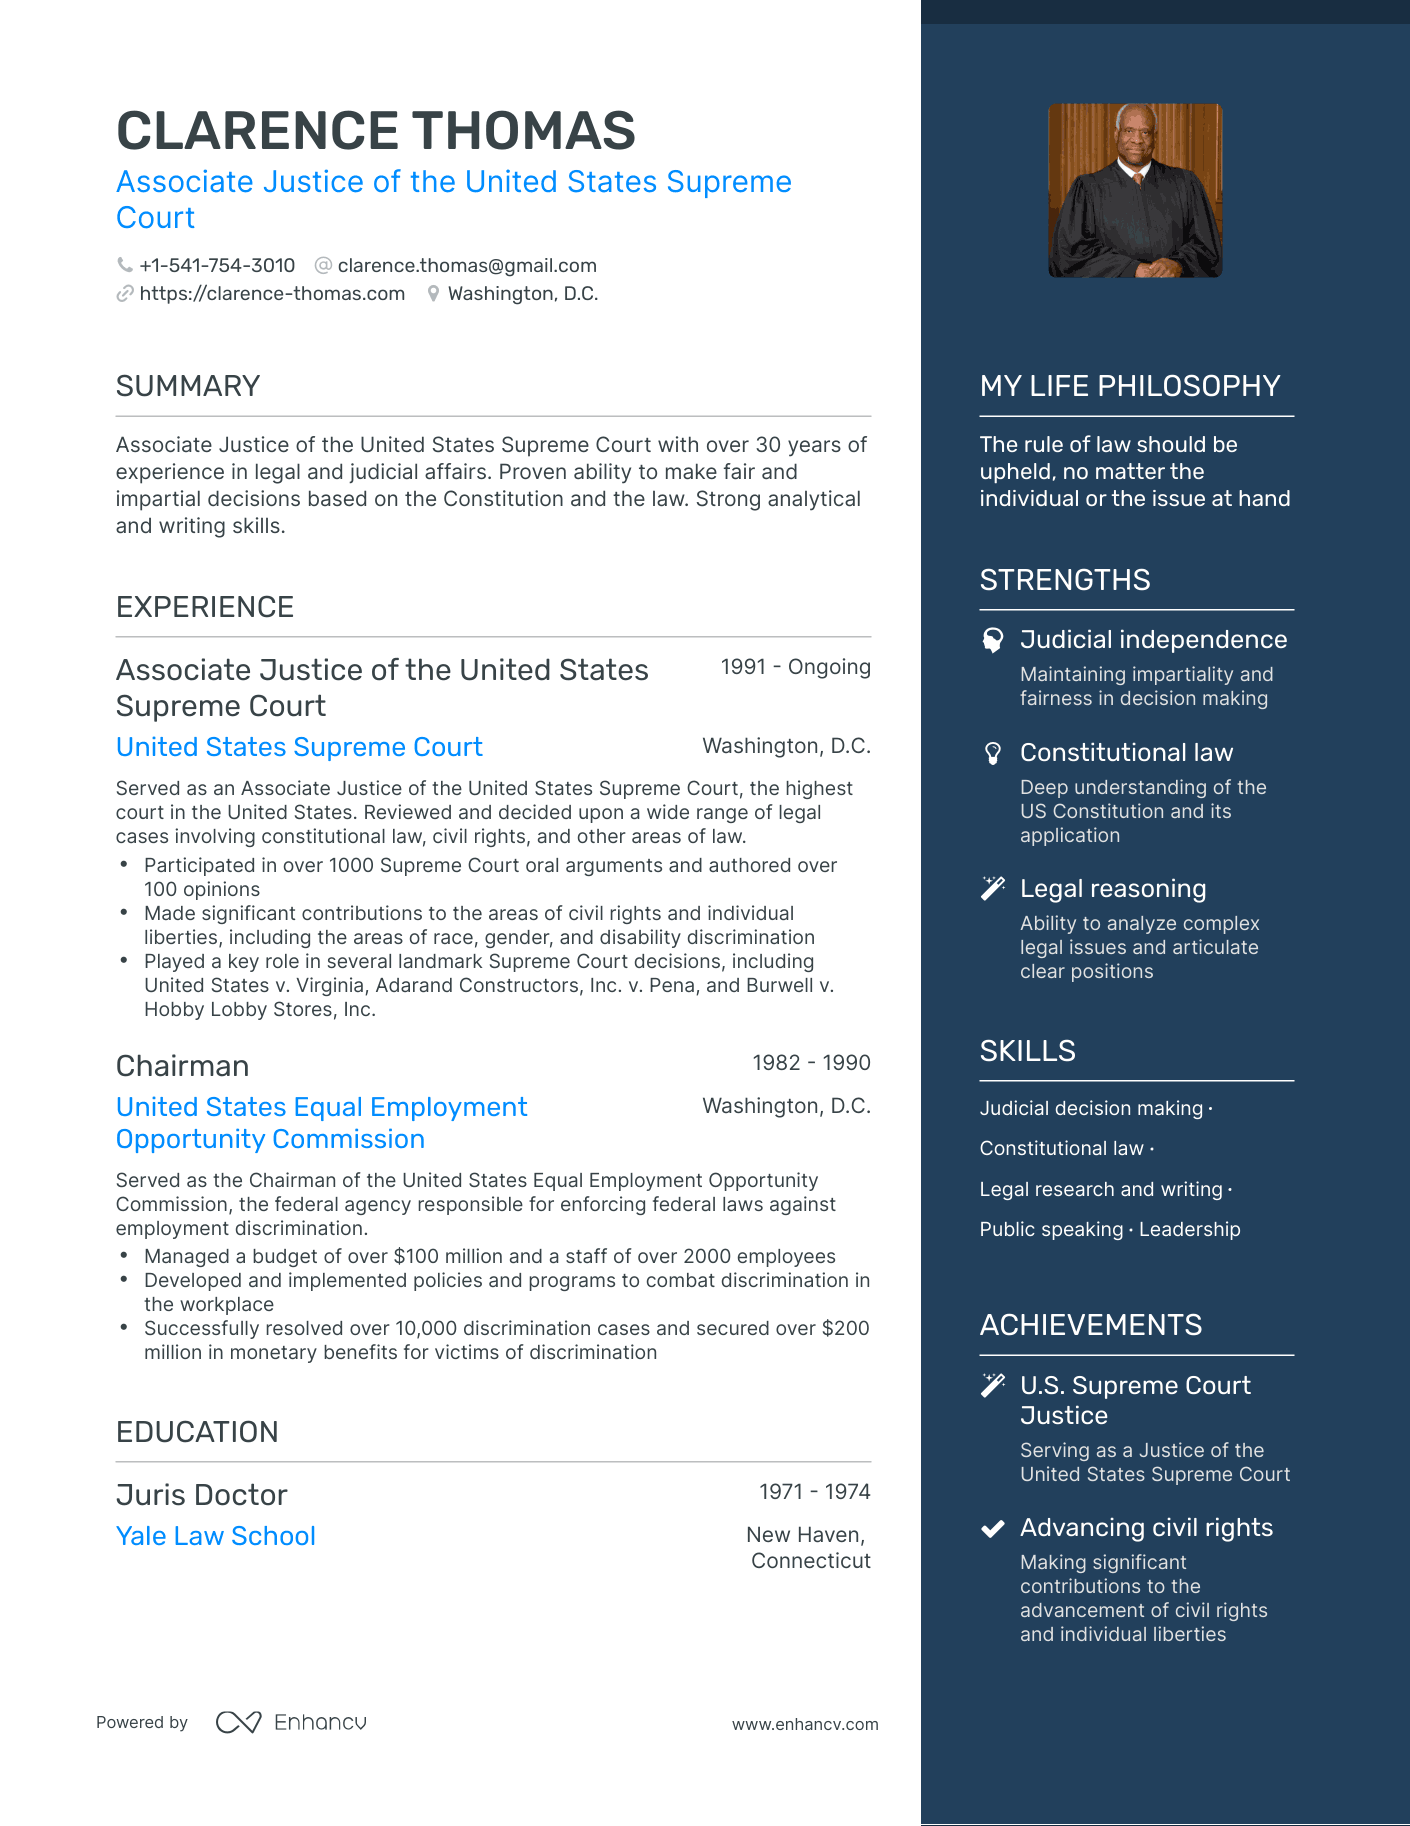 CLARENCE THOMAS
Associate Justice of the United States Supreme
Court
+1-541-754-3010 @ clarence.thomas@gmail.com
https://clarence-thomas.com Washington, D.C.
SUMMARY
Associate Justice of the United States Supreme Court with over 30 years of
experience in legal and judicial affairs. Proven ability to make fair and
impartial decisions based on the Constitution and the law. Strong analytical
and writing skills.
EXPERIENCE
Associate Justice of the United States
Supreme Court
1991 - Ongoing
United States Supreme Court
Washington, D.C.
Served as an Associate Justice of the United States Supreme Court, the highest
court in the United States. Reviewed and decided upon a wide range of legal
cases involving constitutional law, civil rights, and other areas of law.
• Participated in over 1000 Supreme Court oral arguments and authored over
100 opinions
• Made significant contributions to the areas of civil rights and individual
liberties, including the areas of race, gender, and disability discrimination
• Played a key role in several landmark Supreme Court decisions, including
United States v. Virginia, Adarand Constructors, Inc. v. Pena, and Burwell v.
Hobby Lobby Stores, Inc.
Chairman
1982 - 1990
United States Equal Employment
Opportunity Commission
Washington, D.C.
Served as the Chairman of the United States Equal Employment Opportunity
Commission, the federal agency responsible for enforcing federal laws against
employment discrimination.
• Managed a budget of over $100 million and a staff of over 2000 employees
• Developed and implemented policies and programs to combat discrimination in
the workplace
• Successfully resolved over 10,000 discrimination cases and secured over $200
million in monetary benefits for victims of discrimination
EDUCATION
Juris Doctor
1971 - 1974
Yale Law School
New Haven,
Connecticut
MY LIFE PHILOSOPHY
The rule of law should be
upheld, no matter the
individual or the issue at hand
STRENGTHS
Judicial independence
Maintaining impartiality and
fairness in decision making
Constitutional law
Deep understanding of the
US Constitution and its
application
Legal reasoning
Ability to analyze complex
legal issues and articulate
clear positions
SKILLS
Judicial decision making ·
Constitutional law ·
Legal research and writing ·
Public speaking · Leadership
ACHIEVEMENTS
U.S. Supreme Court
Justice
Serving as a Justice of the
United States Supreme Court
Advancing civil rights
Making significant
contributions to the
advancement of civil rights
and individual liberties
Powered by Enhancv
www.enhancv.com